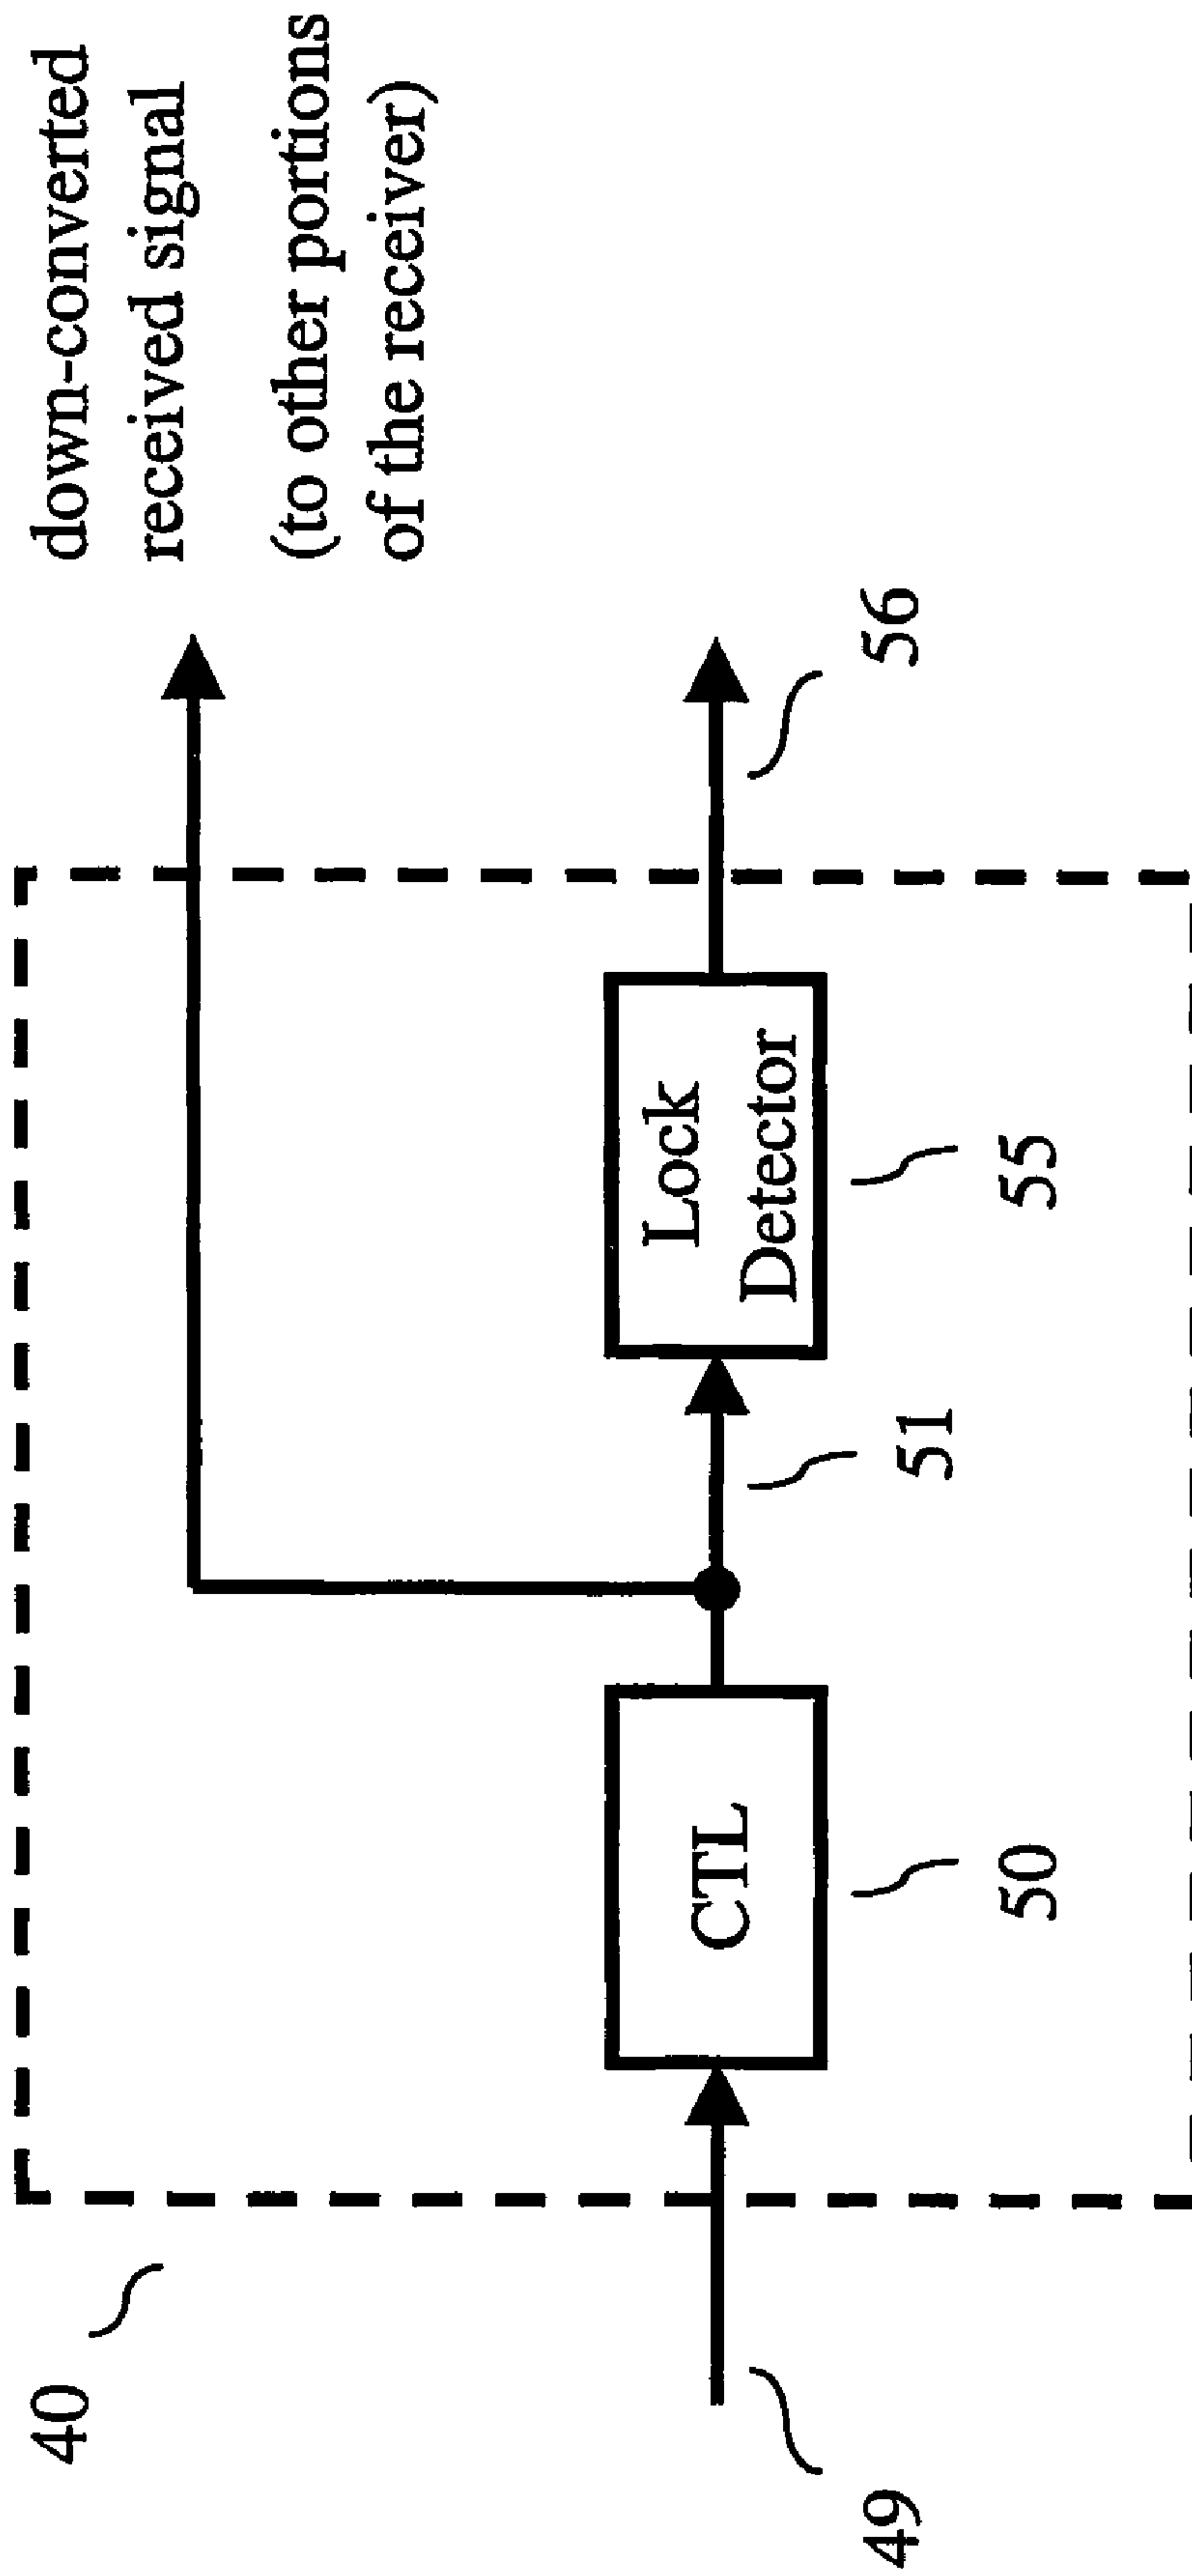 40
down-converted
received signal
(to other portions
of the receiver)
49
CTL
50
51
Lock
Detector
55
56